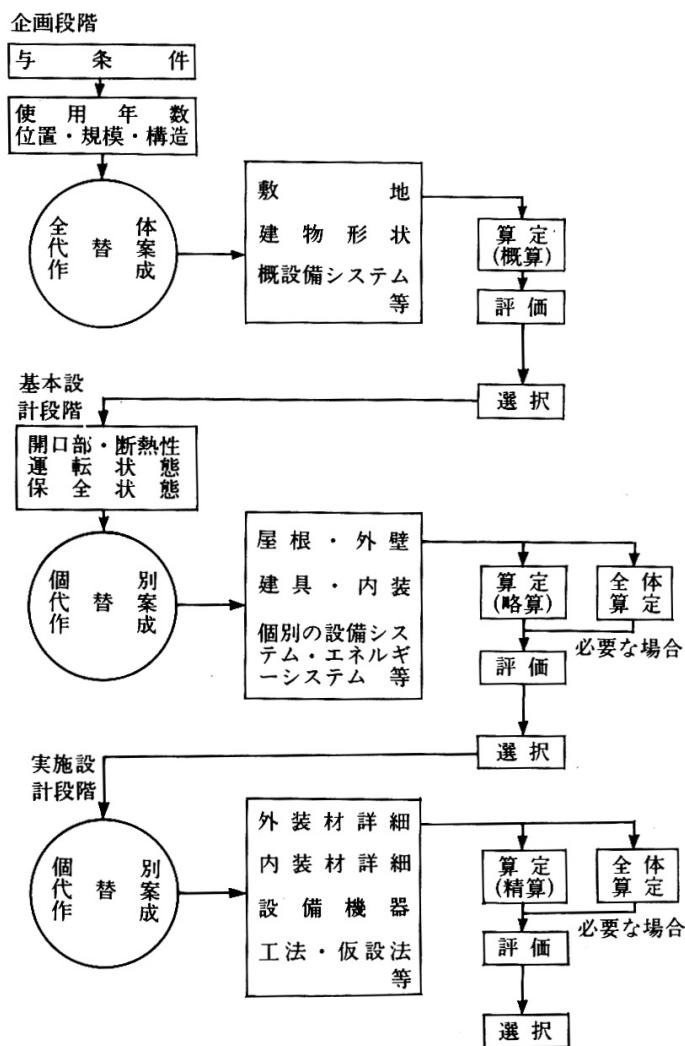 企画段階
与条件
使用年数
位置・規模・構造
全体
代替案
作成
敷地
建物形状
概設備システム
等
算定
(概算)
評価
選択
基本設
計段階
開口部・断熱性
運転状態
保全状態
個別
代替案
作成
屋根・外壁
建具・内装
個別の設備シス
テム・エネルギ
ーシステム 等
算定
(略算)
全体
算定
必要な場合
評価
選択
実施設
計段階
個別
代替案
作成
外装材詳細
内装材詳細
設備機器
工法・仮設法
等
算定
(精算)
全体
算定
必要な場合
評価
選択